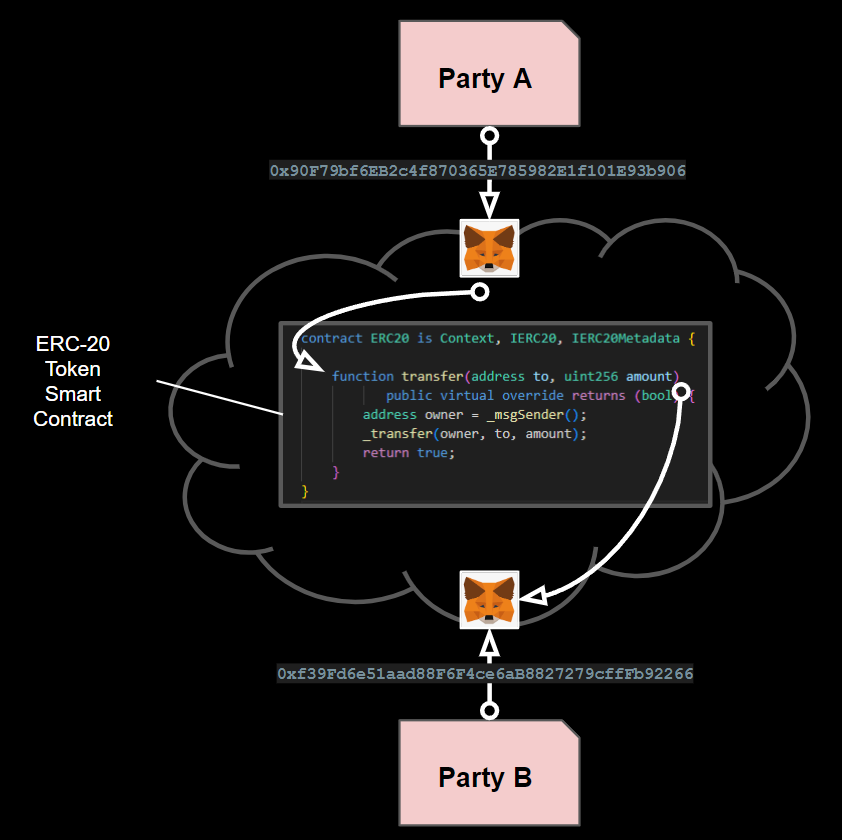 Party A
0x90F79bf6EB2c4f870365E785982E1f101E93b906
ERC-20
Token
Smart
Contract
contract ERC20 is Context, IERC20, IERC20Metadata {
function transfer(address to, uint256 amount)
public virtual override returns (bool) {
address owner = _msgSender();
_transfer(owner, to, amount);
return true;
}
}
0xf39Fd6e51aad88F6F4ce6aB8827279cffFb92266
Party B